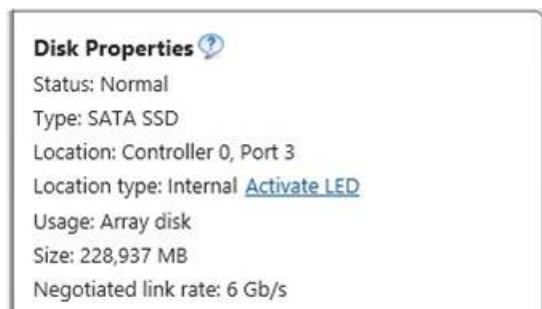 Disk Properties
Status: Normal
Type: SATA SSD
Location: Controller 0, Port 3
Location type: Internal Activate LED
Usage: Array disk
Size: 228,937 MB
Negotiated link rate: 6 Gb/s